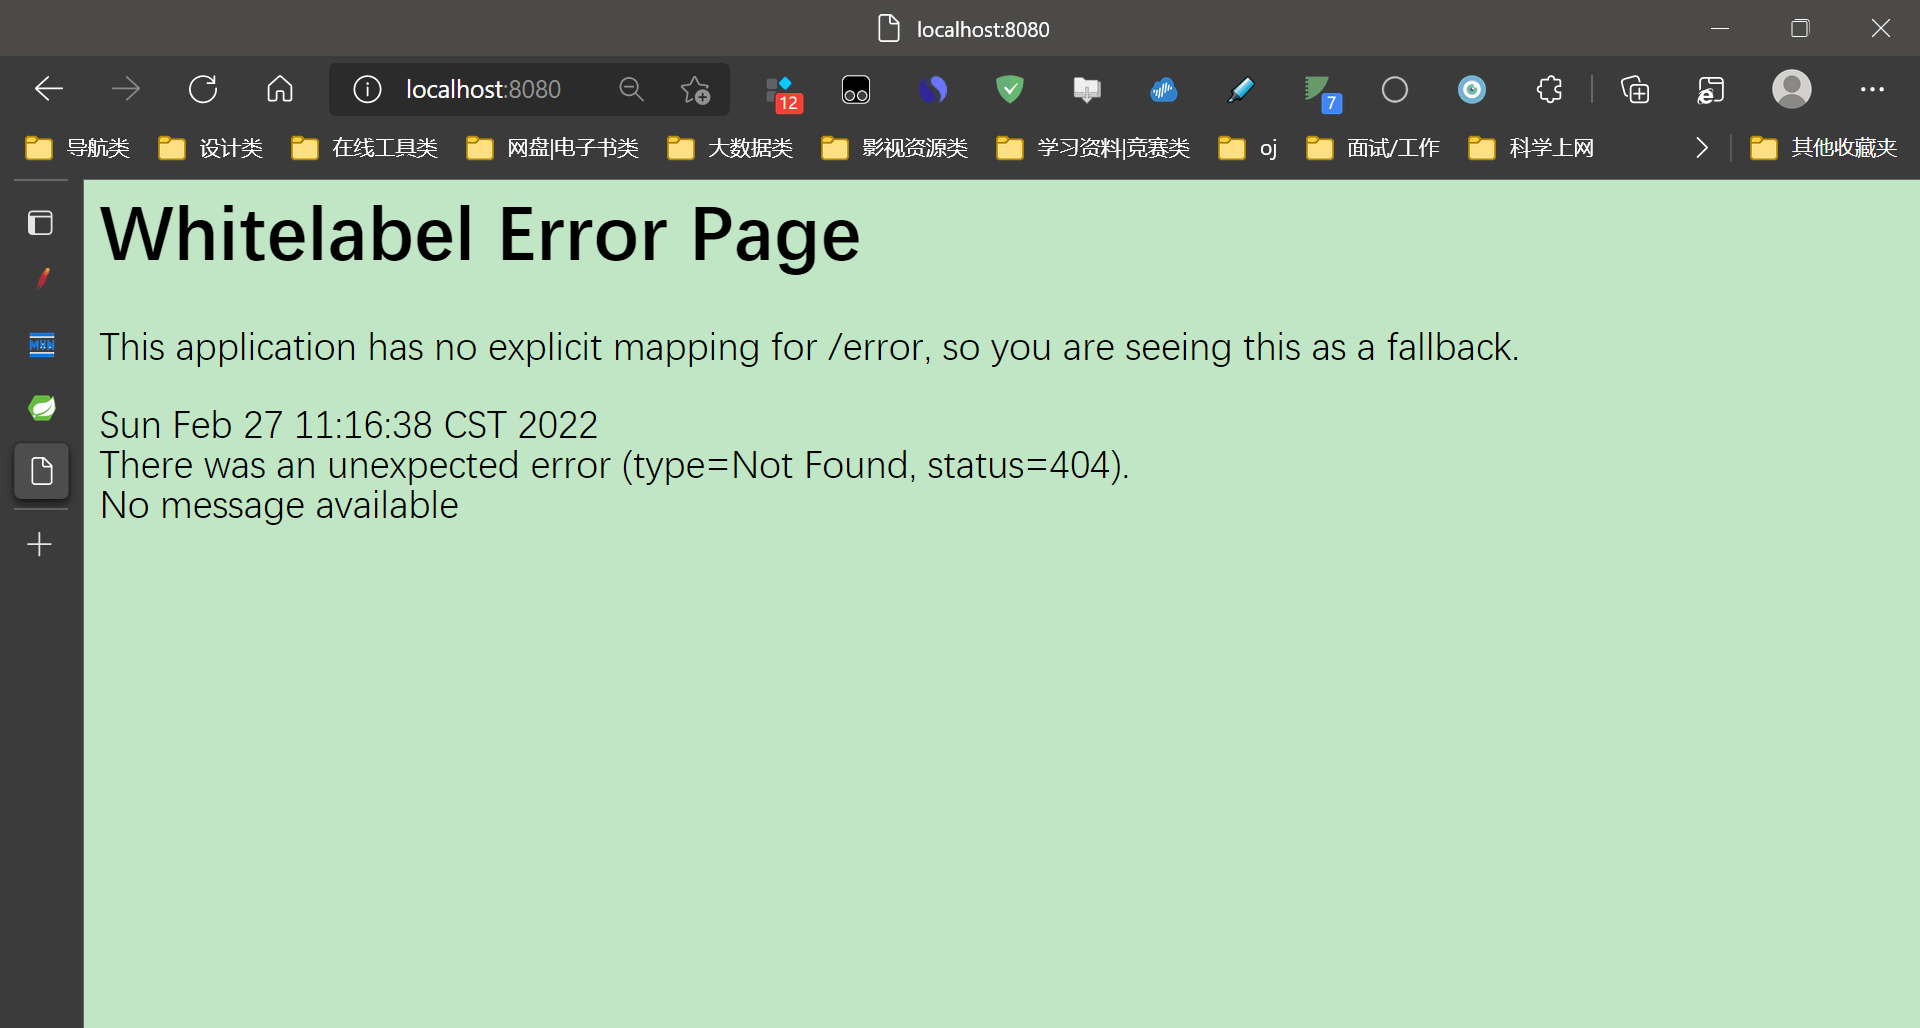 localhost:8080
localhost:8080
12
7
导航类 设计类 在线工具类 网盘|电子书类 大数据类 影视资源类 学习资料|竞赛类 oj 面试/工作 科学上网 其他收藏夹
Whitelabel Error Page
This application has no explicit mapping for /error, so you are seeing this as a fallback.
Sun Feb 27 11:16:38 CST 2022
There was an unexpected error (type=Not Found, status=404).
No message available